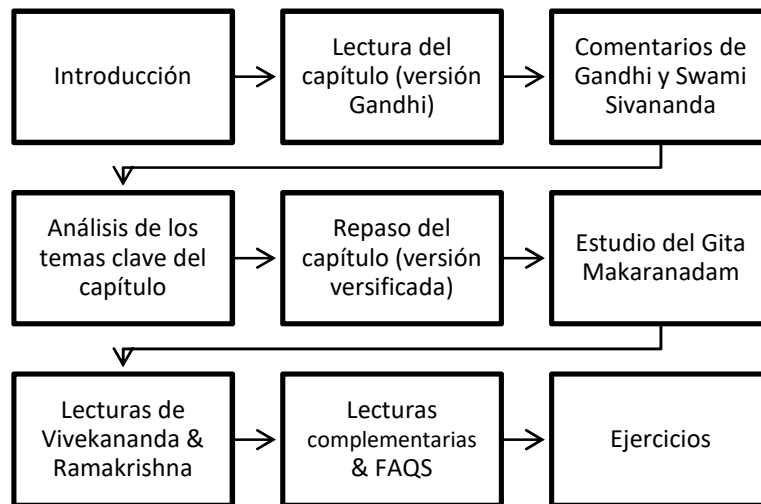 Introducción
Lectura del
capítulo (versión
Gandhi)
Comentarios de
Gandhi y Swami
Sivananda
Análisis de los
temas clave del
capítulo
Repaso del
capítulo (versión
versificada)
Estudio del Gita
Makaranadam
Lecturas de
Vivekananda &
Ramakrishna
Lecturas
complementarias
& FAQS
Ejercicios